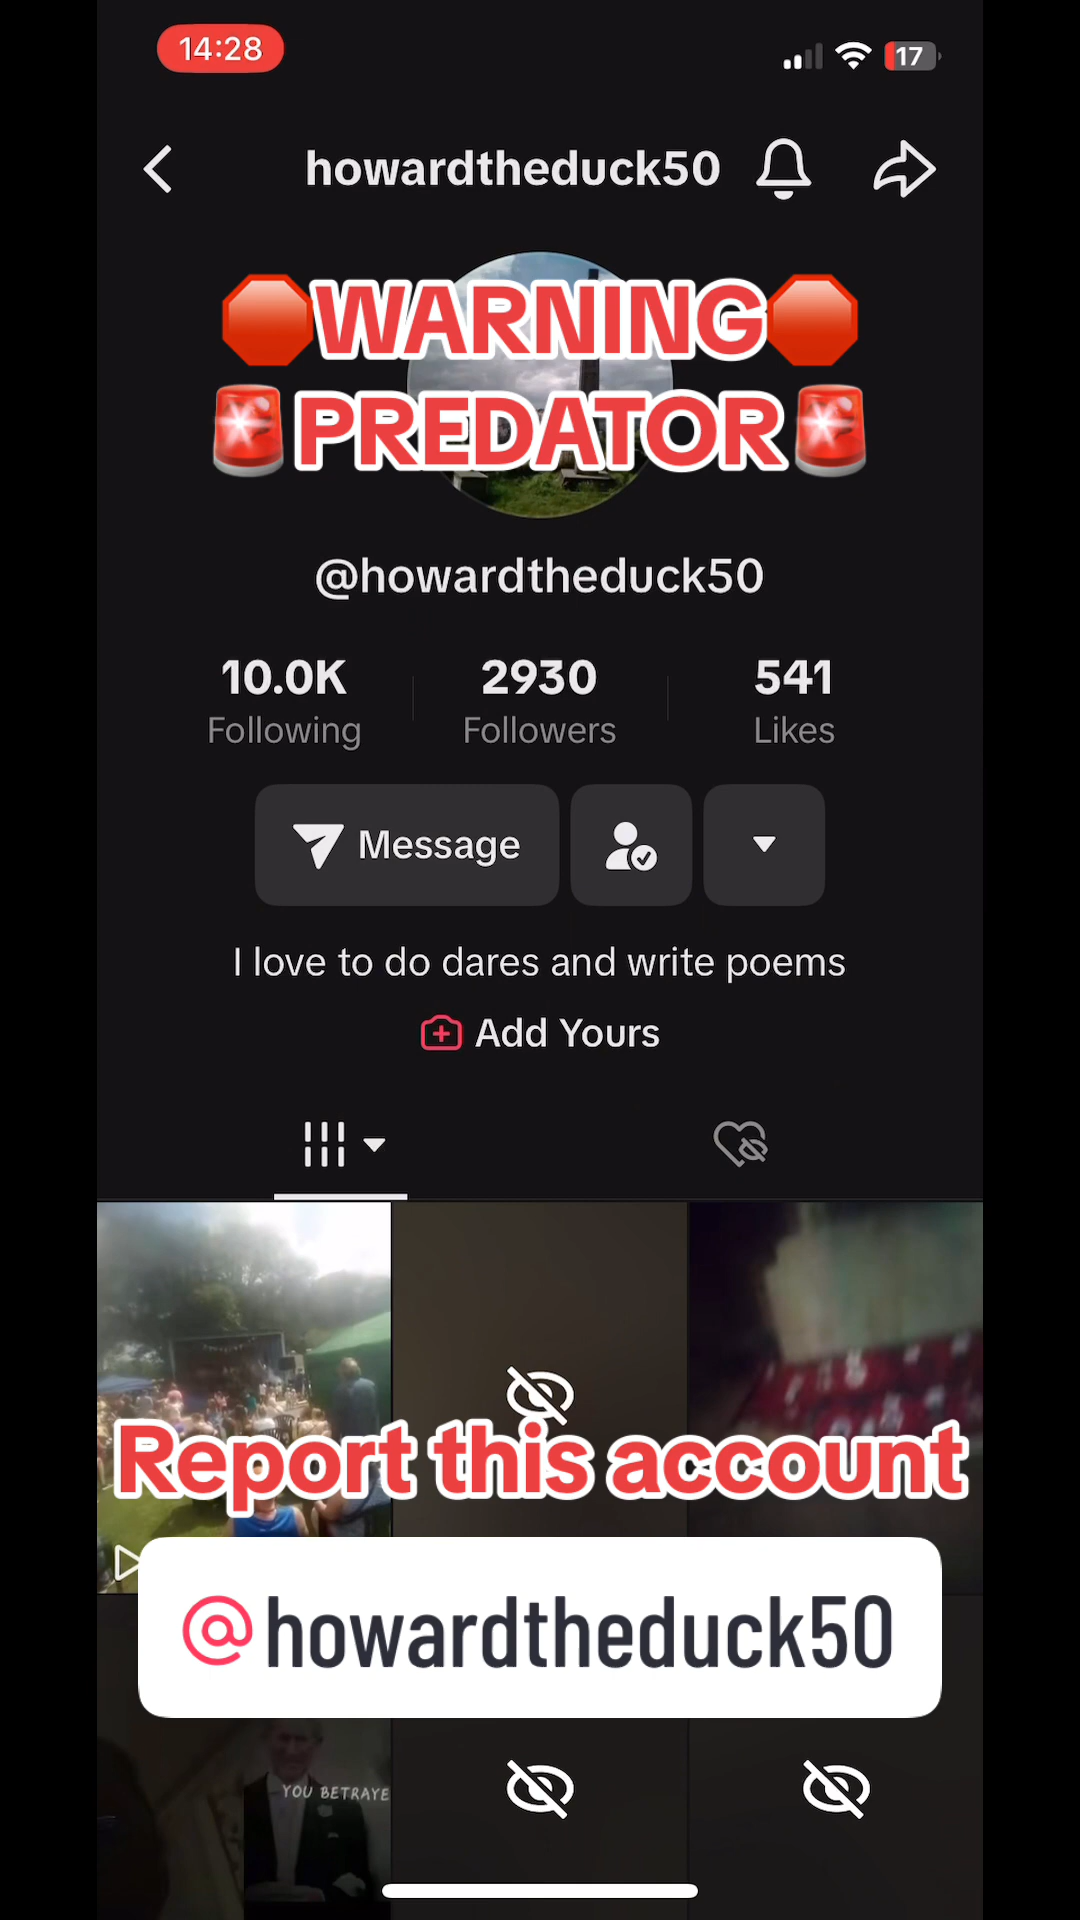 14:28
17
howardtheduck50
🛑WARNING🛑
🚨PREDATOR🚨
@howardtheduck50
10.0K
Following
2930
Followers
541
Likes
Message
I love to do dares and write poems
Add Yours
Report this account
@howardtheduck50
YOU BETRAYE